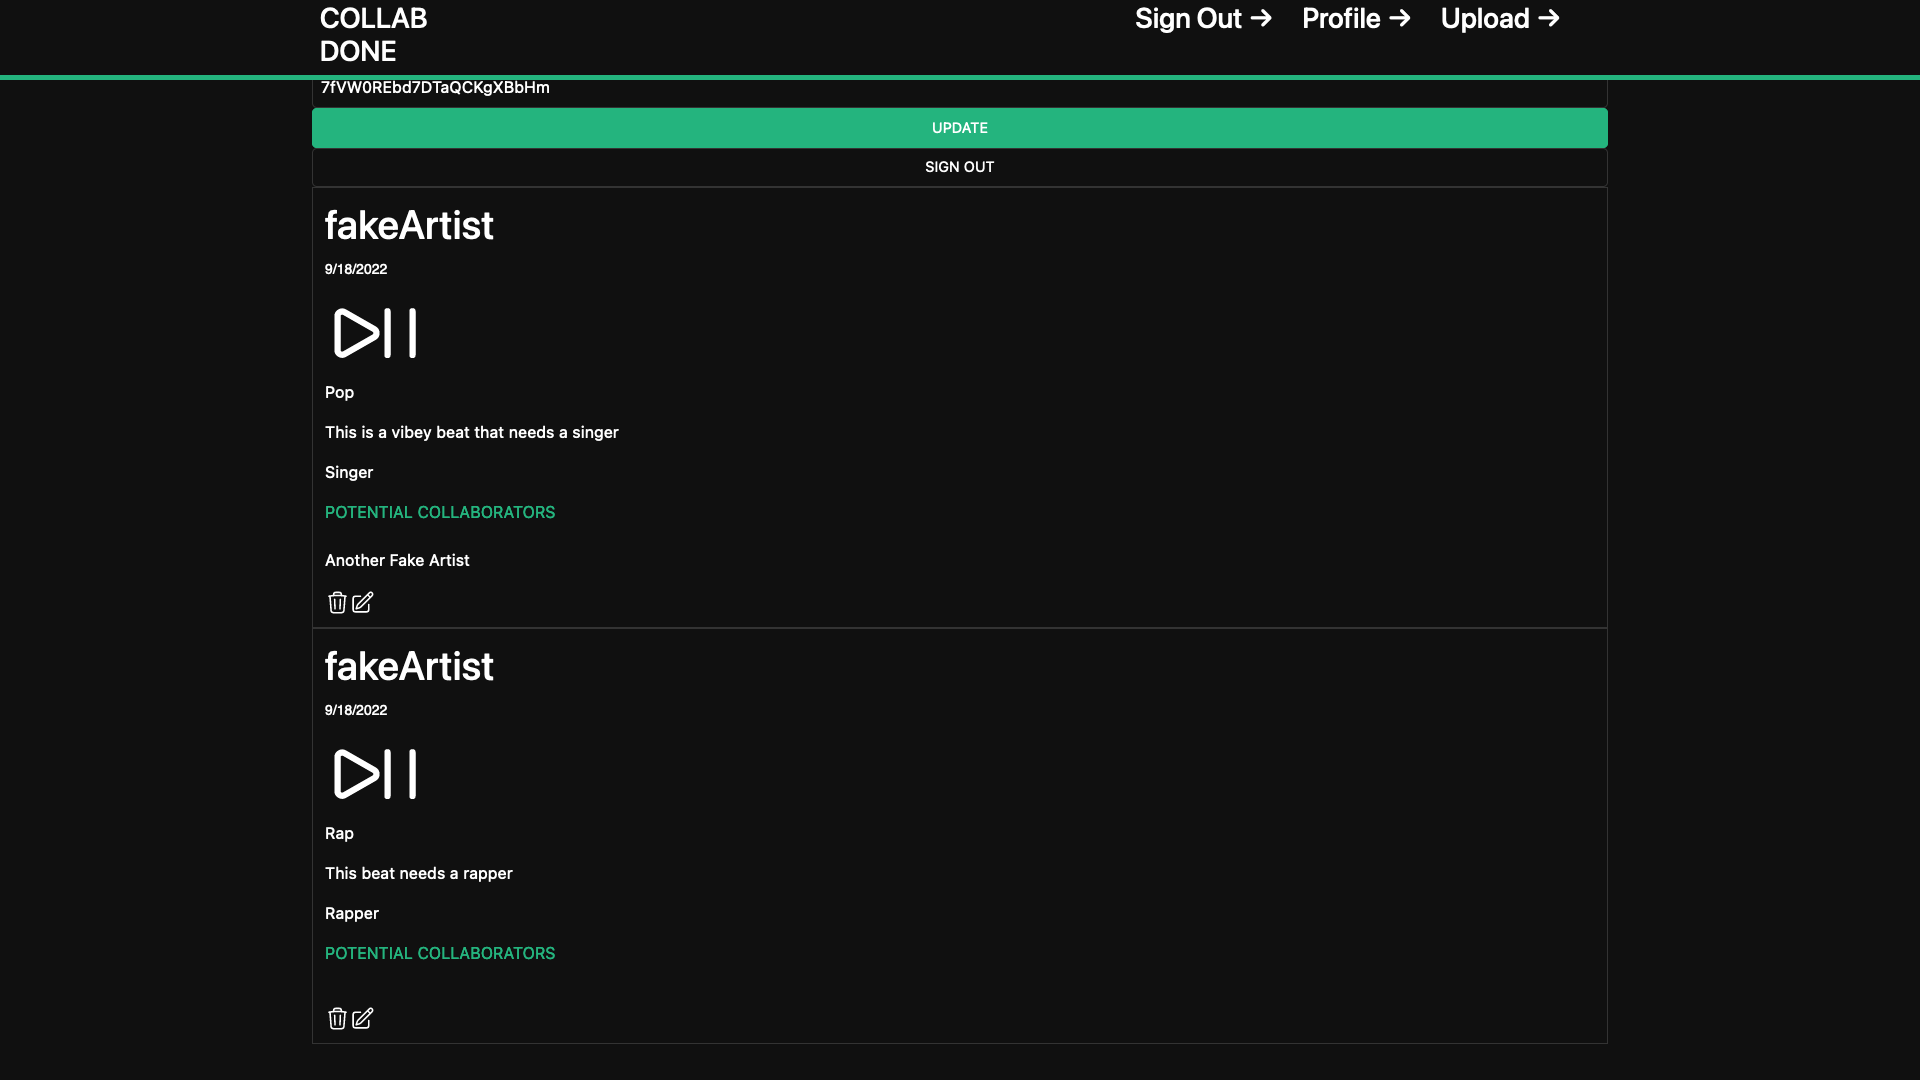 COLLAB
DONE
Sign Out → Profile → Upload →
7fVW0REbd7DTaQCKgXBbHm
UPDATE
SIGN OUT
fakeArtist
9/18/2022
Pop
This is a vibey beat that needs a singer
Singer
POTENTIAL COLLABORATORS
Another Fake Artist
fakeArtist
9/18/2022
Rap
This beat needs a rapper
Rapper
POTENTIAL COLLABORATORS